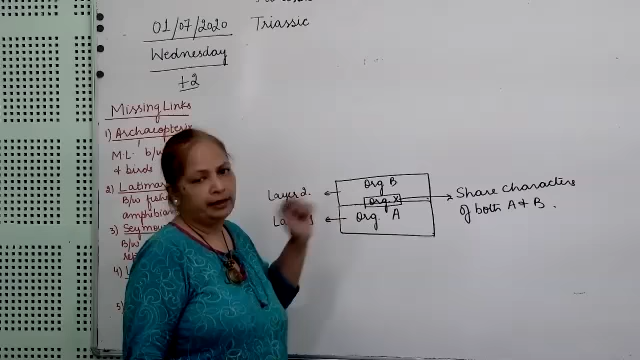 Triassic
01/07/2020
Wednesday
+2
Missing Links
1) Archaeopterix
M.L. b/w
& birds
2) Latima
B/w fishe
amphibia
3) Seymou
B/w
4)
5)
Layer 2.
Org B
Org X
Org. A
Share characters
of both A & B.